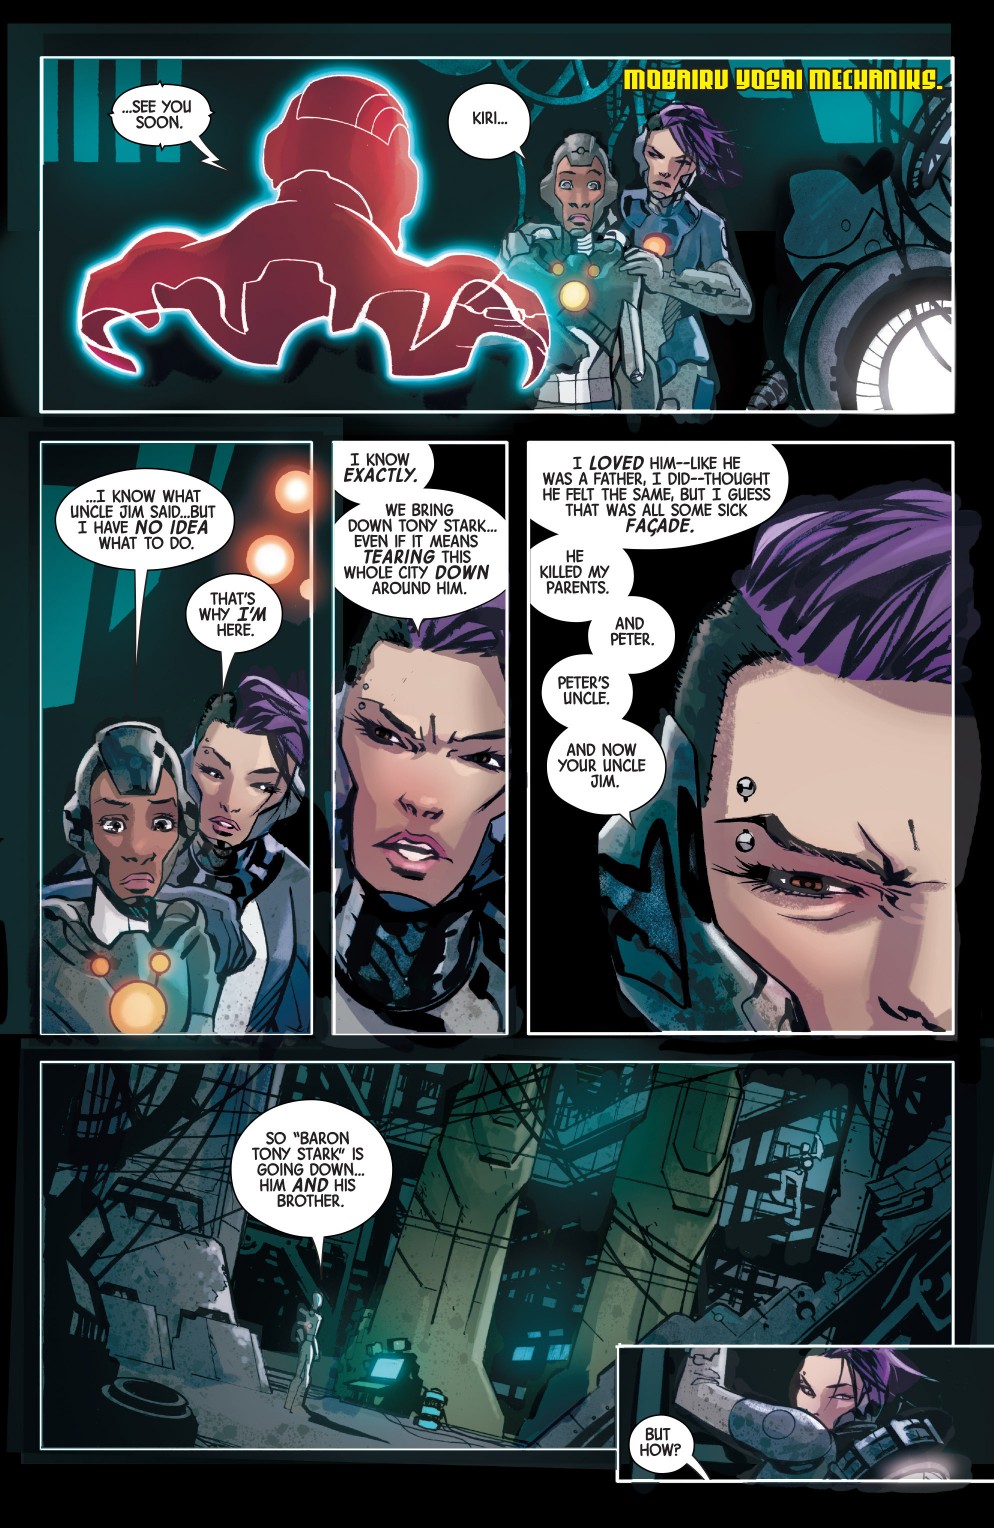 MOBAIRU YOSAI MECHANIKS.
...SEE YOU
SOON.
KIRI...
...I KNOW WHAT
UNCLE JIM SAID...BUT
I HAVE NO IDEA
WHAT TO DO.
THAT'S
WHY I'M
HERE.
I KNOW
EXACTLY.
WE BRING
DOWN TONY STARK...
EVEN IF IT MEANS
TEARING THIS
WHOLE CITY DOWN
AROUND HIM.
I LOVED HIM--LIKE HE
WAS A FATHER, I DID--THOUGHT
HE FELT THE SAME, BUT I GUESS
THAT WAS ALL SOME SICK
FAÇADE.
HE
KILLED MY
PARENTS.
AND
PETER.
PETER'S
UNCLE.
AND NOW
YOUR UNCLE
JIM.
SO "BARON
TONY STARK" IS
GOING DOWN...
HIM AND HIS
BROTHER.
BUT
HOW?